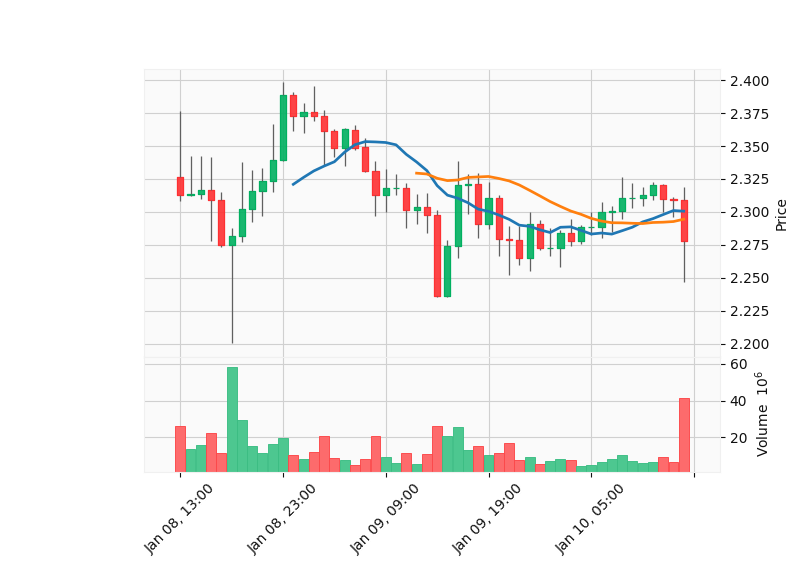 2.400
2.375
2.350
2.325
2.300
2.275
2.250
2.225
2.200
Price
60
40
20
Volume 10^6
Jan 08, 13:00
Jan 08, 23:00
Jan 09, 09:00
Jan 09, 19:00
Jan 10, 05:00